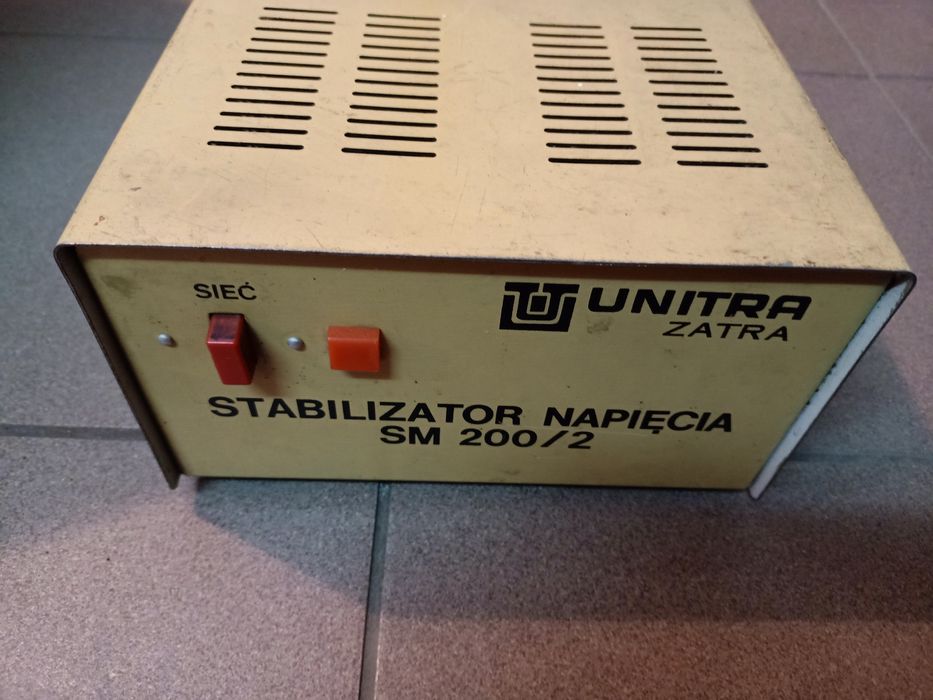 SIEĆ
UNITRA
ZATRA
STABILIZATOR NAPIĘCIA
SM 200/2